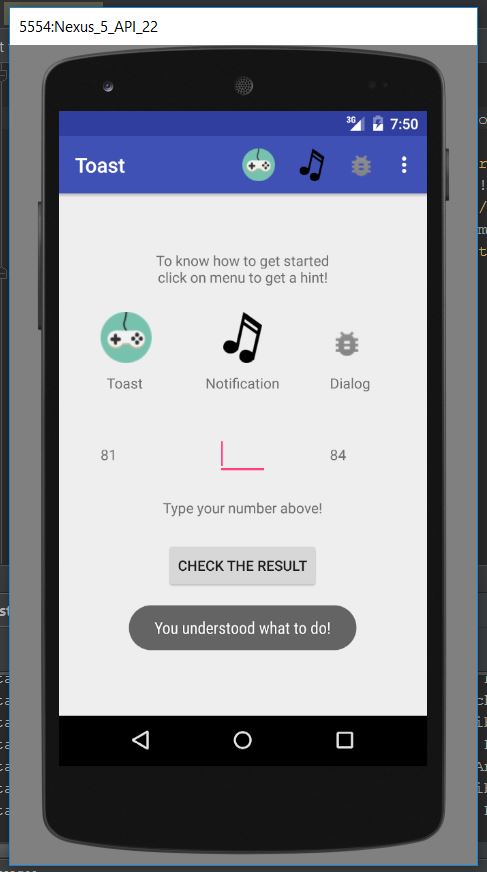 5554:Nexus_5_API_22
3G 7:50
Toast
To know how to get started
click on menu to get a hint!
Toast Notification Dialog
81 84
Type your number above!
CHECK THE RESULT
You understood what to do!